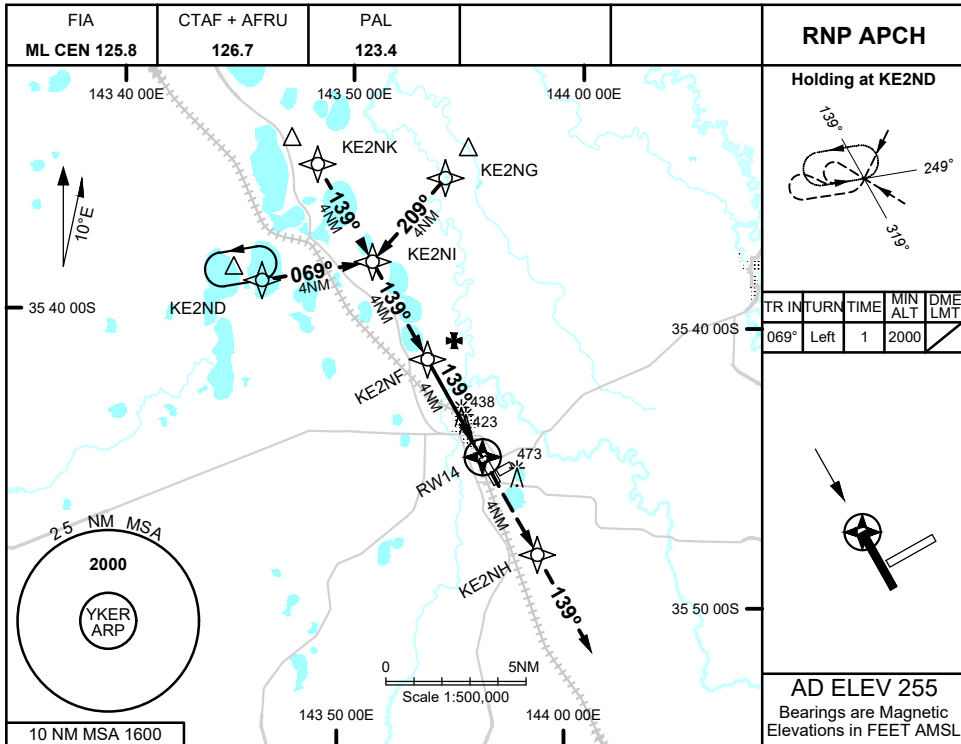 FIA
ML CEN 125.8
CTAF + AFRU
126.7
PAL
123.4
RNP APCH
143 40 00E
143 50 00E
144 00 00E
Holding at KE2ND
139°
249°
319°
KE2NK
KE2NG
139°
4NM
209°
4NM
10°E
KE2NI
069°
4NM
KE2ND
139°
4NM
35 40 00S
35 40 00S
TR IN TURN TIME MIN ALT DME LMT
069° Left 1 2000
KE2NF
139°
4NM
438
423
473
RW14
4NM
KE2NH
139°
25 NM MSA
2000
YKER
ARP
35 50 00S
0 5NM
Scale 1:500,000
143 50 00E
144 00 00E
10 NM MSA 1600
AD ELEV 255
Bearings are Magnetic
Elevations in FEET AMSL